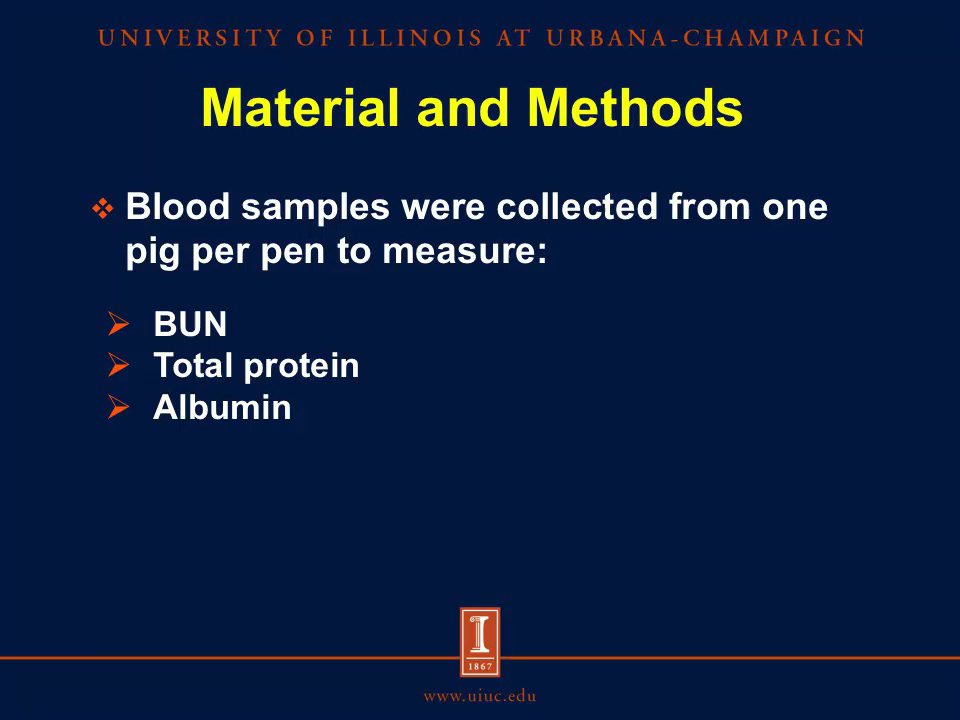 UNIVERSITY OF ILLINOIS AT URBANA-CHAMPAIGN
Material and Methods
Blood samples were collected from one
pig per pen to measure:
BUN
Total protein
Albumin
I
1867
www.uiuc.edu